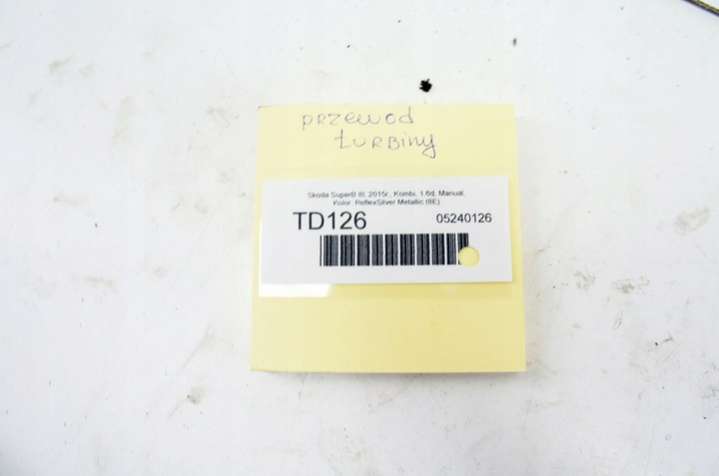 przewod
turbiny
Skoda SuperB III, 2015r., Kombi, 1.6d, Manual,
Kolor: ReflexSilver Metallic (8E)
TD126 05240126